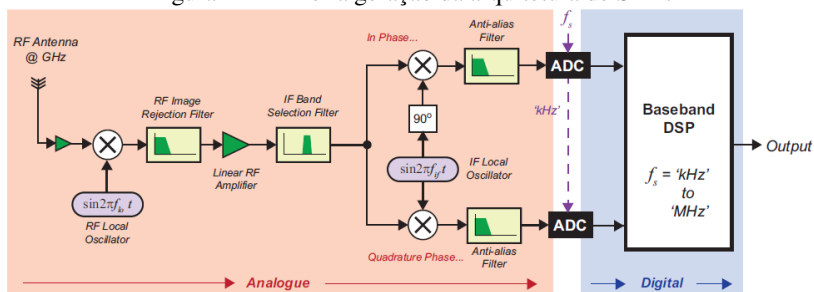 RF Antenna
@ GHz
RF Image
Rejection Filter
IF Band
Selection Filter
Linear RF
Amplifier
sin2πf_lo t
RF Local
Oscillator
In Phase...
90°
sin2πf_if t
IF Local
Oscillator
Quadrature Phase...
Anti-alias
Filter
Anti-alias
Filter
f_s
ADC
'kHz'
ADC
Baseband
DSP
f_s = 'kHz'
to
'MHz'
Output
Analogue
Digital